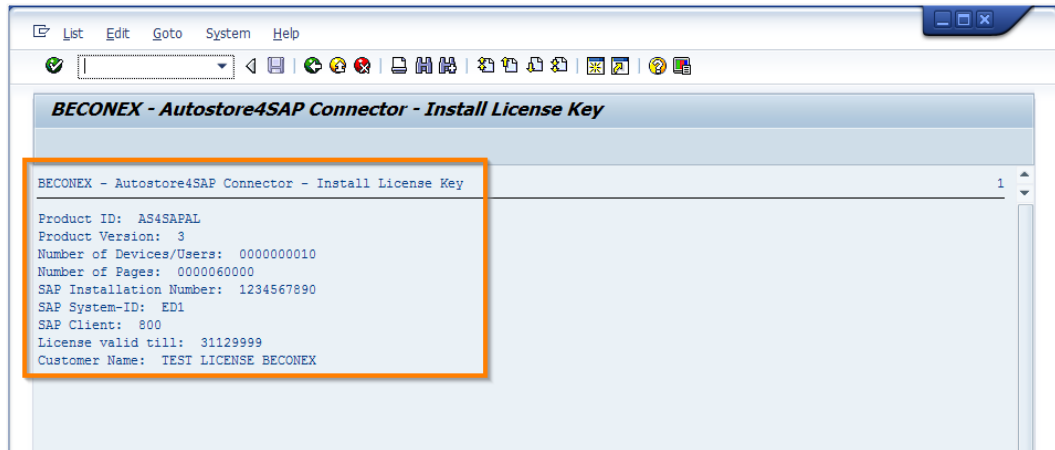 List Edit Goto System Help
BECONEX - Autostore4SAP Connector - Install License Key
BECONEX - Autostore4SAP Connector - Install License Key 1
Product ID: AS4SAPAL
Product Version: 3
Number of Devices/Users: 0000000010
Number of Pages: 0000060000
SAP Installation Number: 1234567890
SAP System-ID: ED1
SAP Client: 800
License valid till: 31129999
Customer Name: TEST LICENSE BECONEX